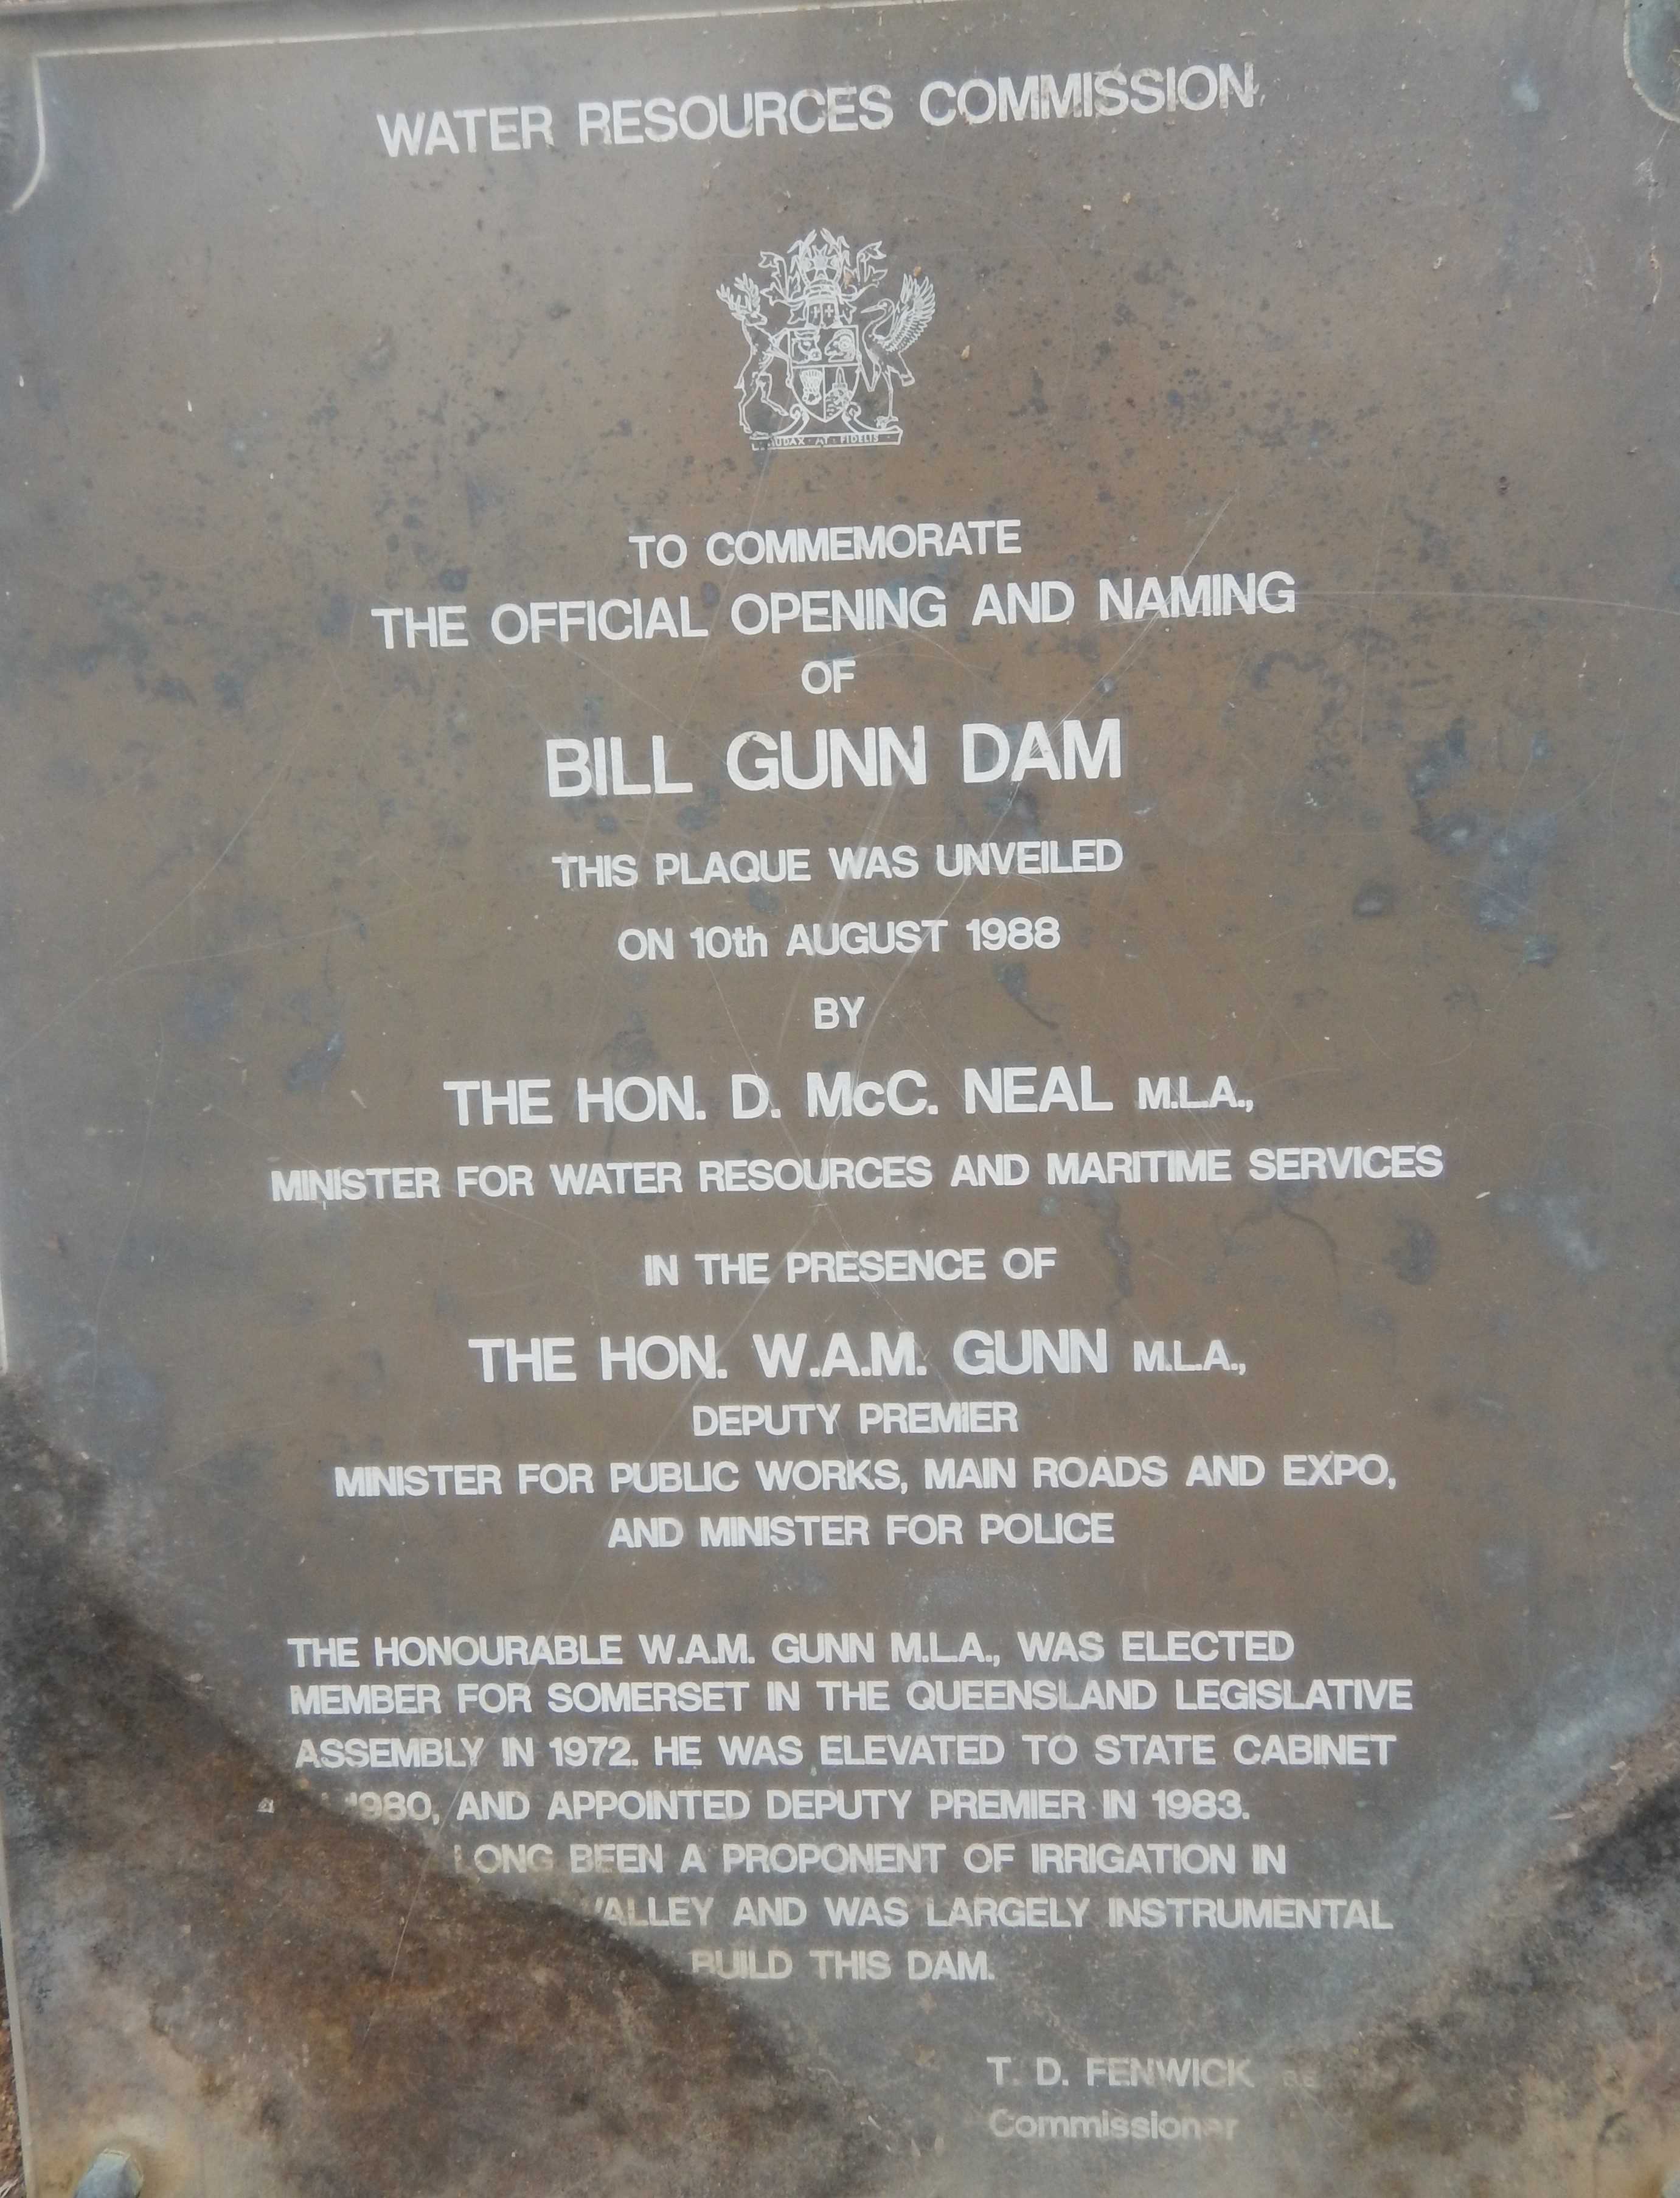 WATER RESOURCES COMMISSION
AUDAX AT FIDELIS
TO COMMEMORATE
THE OFFICIAL OPENING AND NAMING
OF
BILL GUNN DAM
THIS PLAQUE WAS UNVEILED
ON 10th AUGUST 1988
BY
THE HON. D. McC. NEAL M.L.A.,
MINISTER FOR WATER RESOURCES AND MARITIME SERVICES
IN THE PRESENCE OF
THE HON. W.A.M. GUNN M.L.A.,
DEPUTY PREMIER
MINISTER FOR PUBLIC WORKS, MAIN ROADS AND EXPO,
AND MINISTER FOR POLICE
THE HONOURABLE W.A.M. GUNN M.L.A., WAS ELECTED
MEMBER FOR SOMERSET IN THE QUEENSLAND LEGISLATIVE
ASSEMBLY IN 1972. HE WAS ELEVATED TO STATE CABINET
1980, AND APPOINTED DEPUTY PREMIER IN 1983.
LONG BEEN A PROPONENT OF IRRIGATION IN
VALLEY AND WAS LARGELY INSTRUMENTAL
BUILD THIS DAM.
T. D. FENWICK
Commissioner